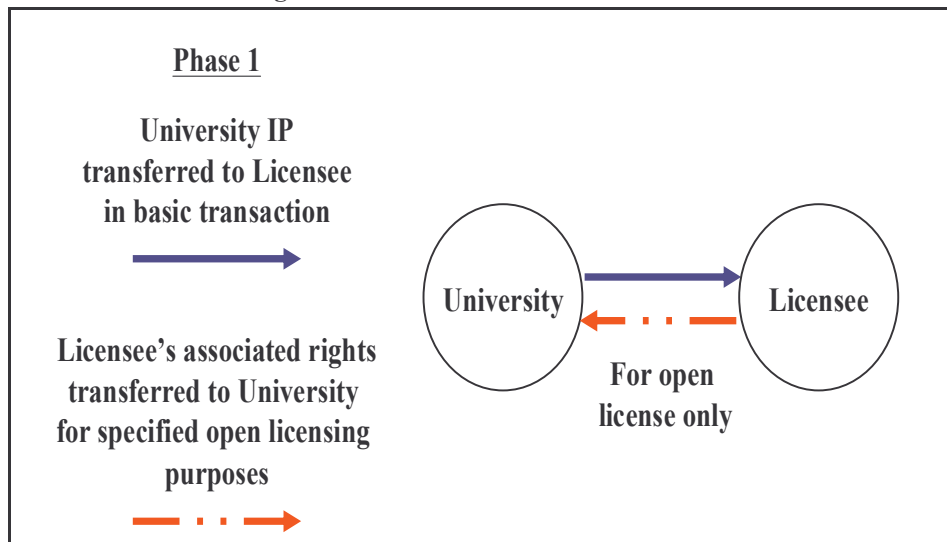 Phase 1
University IP
transferred to Licensee
in basic transaction
Licensee's associated rights
transferred to University
for specified open licensing
purposes
University
Licensee
For open
license only